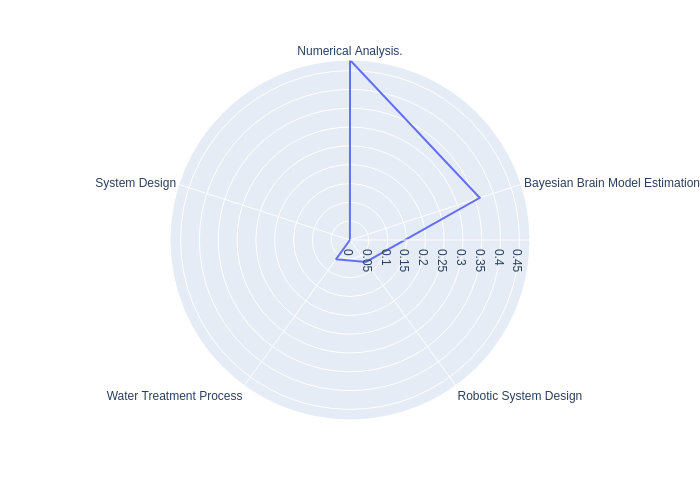 Numerical Analysis.
System Design
Bayesian Brain Model Estimation
0
0.05
0.1
0.15
0.2
0.25
0.3
0.35
0.4
0.45
Water Treatment Process
Robotic System Design